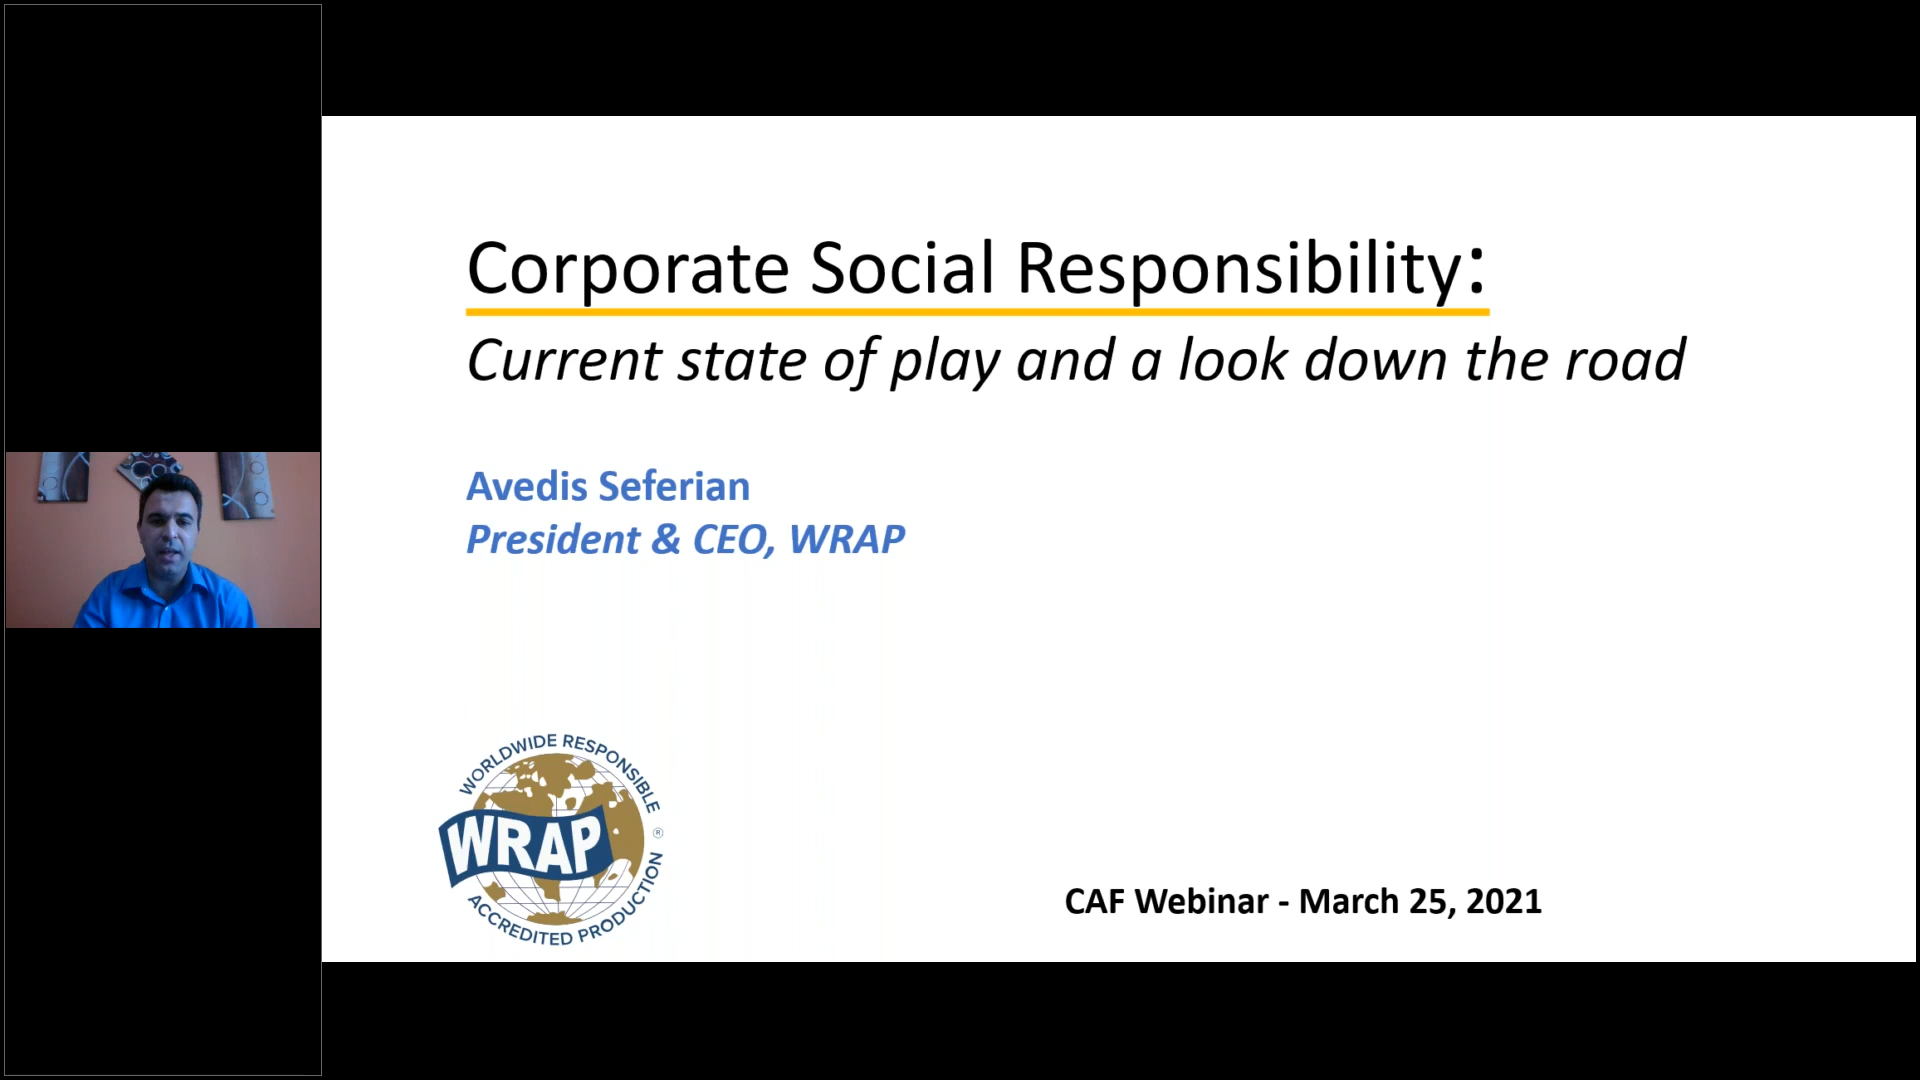 Corporate Social Responsibility:
Current state of play and a look down the road
Avedis Seferian
President & CEO, WRAP
WORLDWIDE RESPONSIBLE
WRAP
®
ACCREDITED PRODUCTION
CAF Webinar - March 25, 2021